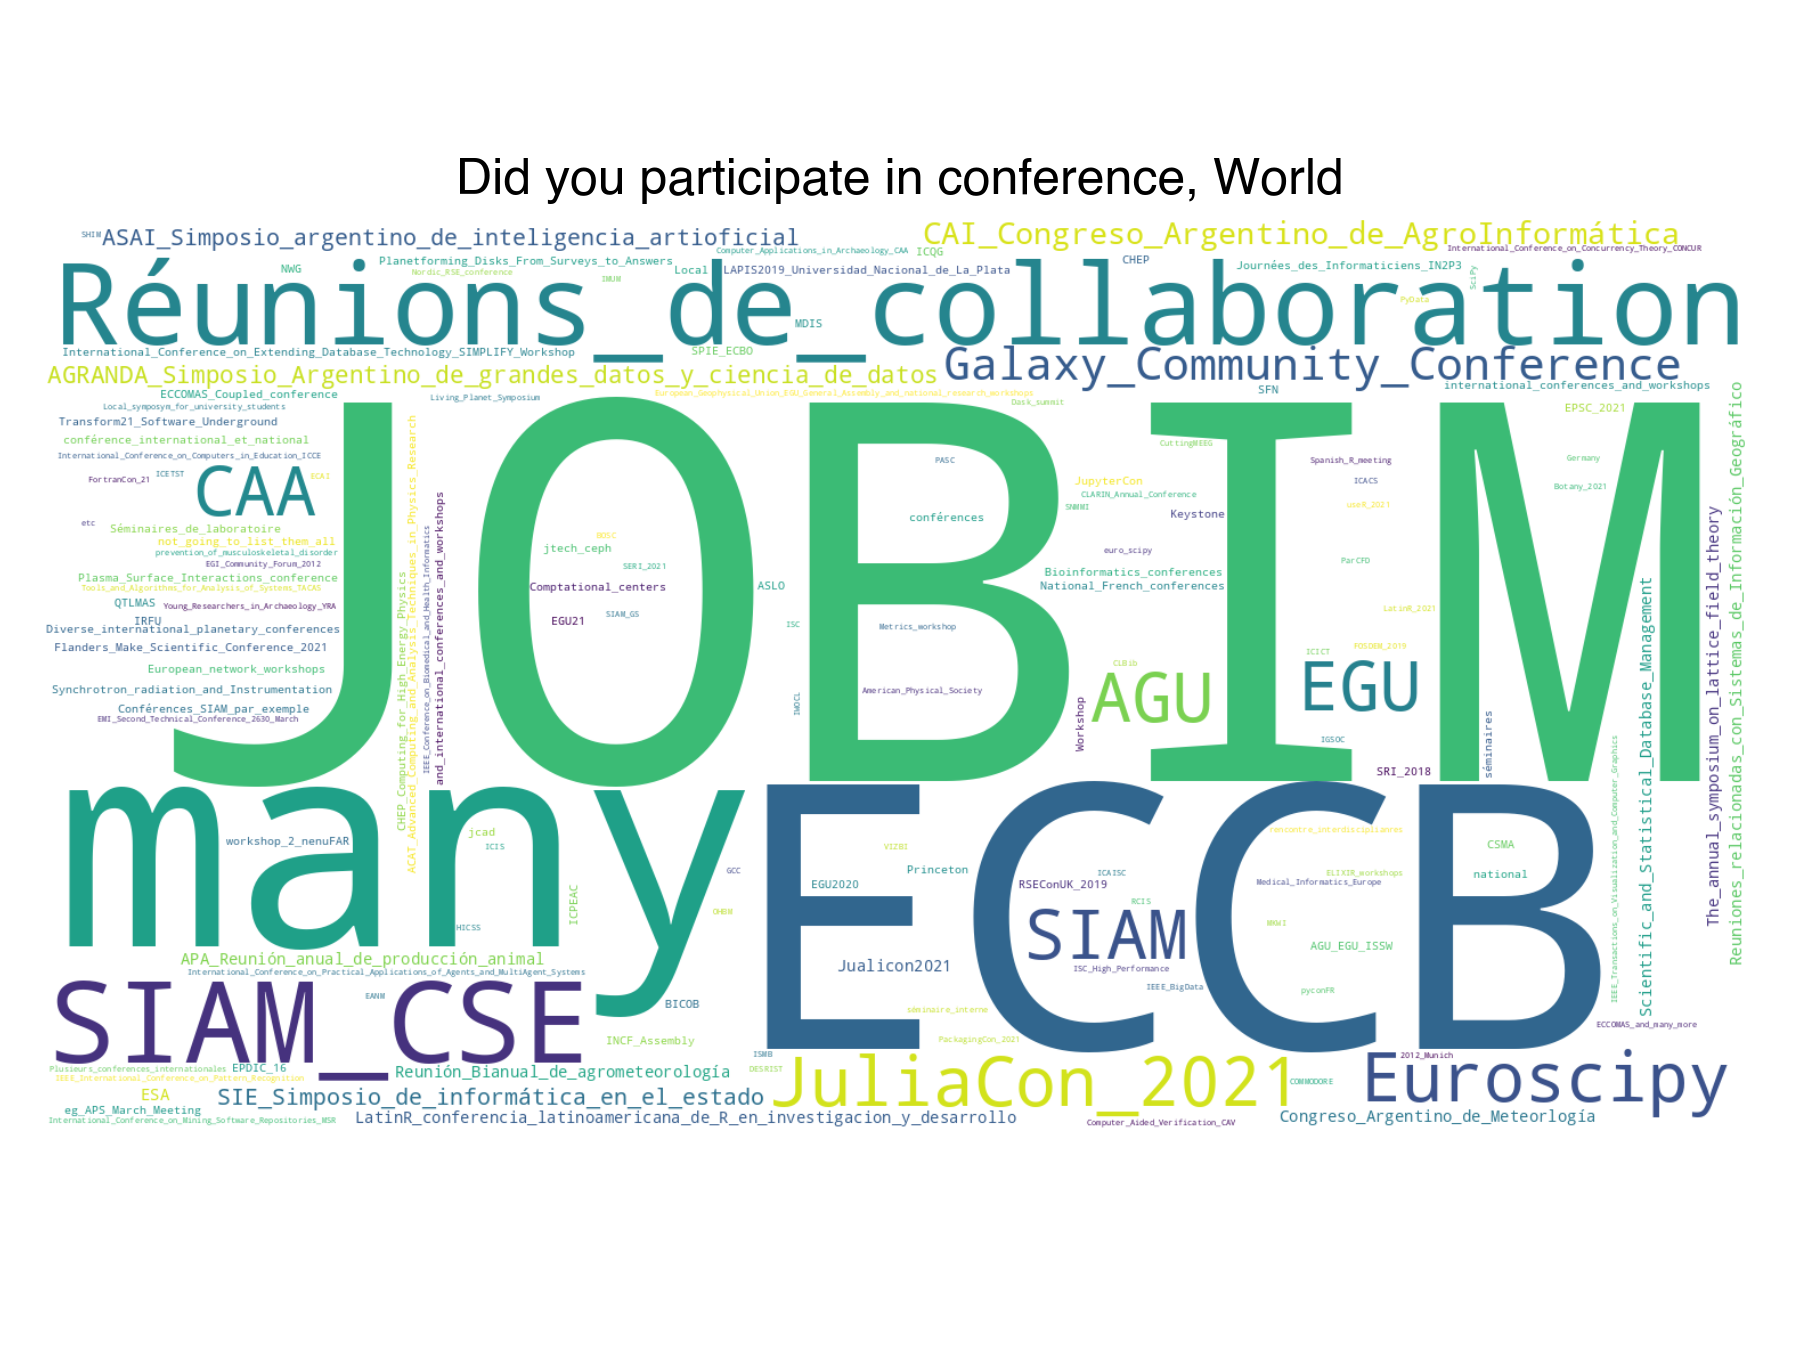 Did you participate in conference, World
SHIM
ASAI_Simposio_argentino_de_inteligencia_artioficial
CAI_Congreso_Argentino_de_AgroInformática
Computer_Applications_in_Archaeology_CAA
ICQG
International_Conference_on_Concurrency_Theory_CONCUR
NWG
Planetforming_Disks_From_Surveys_to_Answers
Nordic_RSE_conference
Local
LAPIS2019_Universidad_Nacional_de_La_Plata
CHEP
Journées_des_Informaticiens_IN2P3
SciPy
IMUW
PyData
Réunions_de_collaboration
MDIS
International_Conference_on_Extending_Database_Technology_SIMPLIFY_Workshop
SPIE_ECBO
Galaxy_Community_Conference
AGRANDA_Simposio_Argentino_de_grandes_datos_y_ciencia_de_datos
ECCOMAS_Coupled_conference
Living_Planet_Symposium
European_Geophysical_Union_EGU_General_Assembly_and_national_research_workshops
Dask_summit
SFN
international_conferences_and_workshops
EPSC_2021
Local_symposym_for_university_students
Transform21_Software_Underground
conférence_international_et_national
International_Conference_on_Computers_in_Education_ICCE
FortranCon_21
ICETST
ECAI
CAA
JOBIM
etc
Séminaires_de_laboratoire
not_going_to_list_them_all
prevention_of_musculoskeletal_disorder
EGI_Community_Forum_2012
Plasma_Surface_Interactions_conference
Tools_and_Algorithms_for_Analysis_of_Systems_TACAS
QTLMAS
Young_Researchers_in_Archaeology_YRA
IRFU
Diverse_international_planetary_conferences
Flanders_Make_Scientific_Conference_2021
European_network_workshops
Synchrotron_radiation_and_Instrumentation
Conférences_SIAM_par_exemple
EMI_Second_Technical_Conference_2630_March
CHEP_Computing_for_High_Energy_Physics
ACAT_Advanced_Computing_and_Analysis_Techniques_in_Physics_Research
IEEE_Conference_on_Biomedical_and_Health_Informatics
and_international_conferences_and_workshops
BOSC
jtech_ceph
SERI_2021
Comptational_centers
SIAM_GS
EGU21
ASLO
ISC
IWOCL
PASC
conférences
Metrics_workshop
American_Physical_Society
CuttingMEEG
JupyterCon
CLARIN_Annual_Conference
SNMMI
Keystone
euro_scipy
Bioinformatics_conferences
National_French_conferences
CLBib
AGU
Workshop
Spanish_R_meeting
ICACS
useR_2021
ParCFD
LatinR_2021
FOSDEM_2019
ICICT
EGU
IGSOC
SRI_2018
séminaires
Germany
Botany_2021
IEEE_Transactions_on_Visualization_and_Computer_Graphics
Scientific_and_Statistical_Database_Management
The_annual_symposium_on_lattice_field_theory
Reuniones_relacionadas_con_Sistemas_de_Información_Geográfico
many
ECCB
workshop_2_nenuFAR
jcad
ICIS
HICSS
ICPEAC
GCC
OHBM
VIZBI
EGU2020
Princeton
RSEConUK_2019
ICAISC
RCIS
SIAM
Jualicon2021
ISC_High_Performance
IEEE_BigData
rencontre_interdisciplianres
ELIXIR_workshops
Medical_Informatics_Europe
MKWI
AGU_EGU_ISSW
pyconFR
CSMA
national
APA_Reunión_anual_de_producción_animal
International_Conference_on_Practical_Applications_of_Agents_and_MultiAgent_Systems
SIAM_CSE
EANM
BICOB
INCF_Assembly
séminaire_interne
PackagingCon_2021
ECCOMAS_and_many_more
ISMB
DESRIST
Plusieurs_conferences_internationales
EPDIC_16
IEEE_International_Conference_on_Pattern_Recognition
Reunión_Bianual_de_agrometeorología
JuliaCon_2021
COMMODORE
2012_Munich
Euroscipy
ESA
SIE_Simposio_de_informática_en_el_estado
eg_APS_March_Meeting
International_Conference_on_Mining_Software_Repositories_MSR
LatinR_conferencia_latinoamericana_de_R_en_investigacion_y_desarrollo
Computer_Aided_Verification_CAV
Congreso_Argentino_de_Meteorlogía